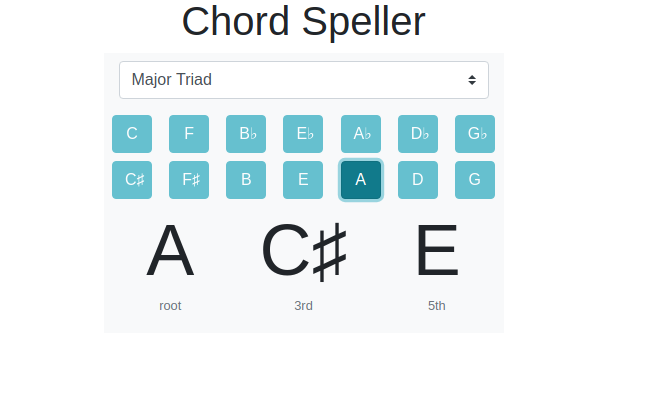 Chord Speller
Major Triad
C F B♭ E♭ A♭ D♭ G♭
C♯ F♯ B E A D G
A C♯ E
root 3rd 5th